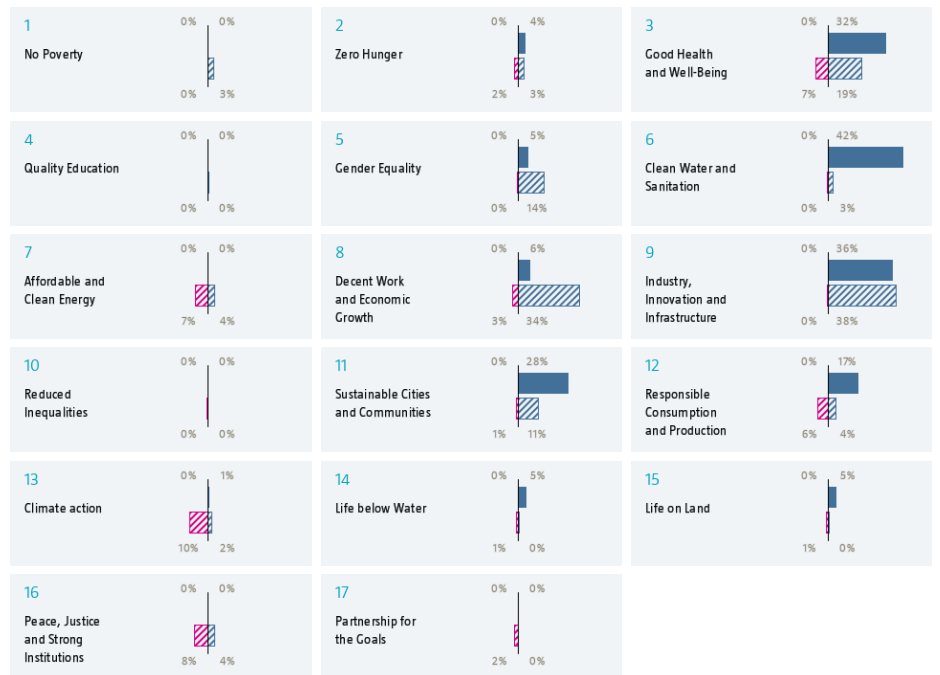 1
0% 0%
No Poverty
0% 3%
2
0% 4%
Zero Hunger
2% 3%
3
0% 32%
Good Health
and Well-Being
7% 19%
4
0% 0%
Quality Education
0% 0%
5
0% 5%
Gender Equality
0% 14%
6
0% 42%
Clean Water and
Sanitation
0% 3%
7
0% 0%
Affordable and
Clean Energy
7% 4%
8
0% 6%
Decent Work
and Economic
Growth
3% 34%
9
0% 36%
Industry,
Innovation and
Infrastructure
0% 38%
10
0% 0%
Reduced
Inequalities
0% 0%
11
0% 28%
Sustainable Cities
and Communities
1% 11%
12
0% 17%
Responsible
Consumption
and Production
6% 4%
13
0% 1%
Climate action
10% 2%
14
0% 5%
Life below Water
1% 0%
15
0% 5%
Life on Land
1% 0%
16
0% 0%
Peace, Justice
and Strong
Institutions
8% 4%
17
0% 0%
Partnership for
the Goals
2% 0%